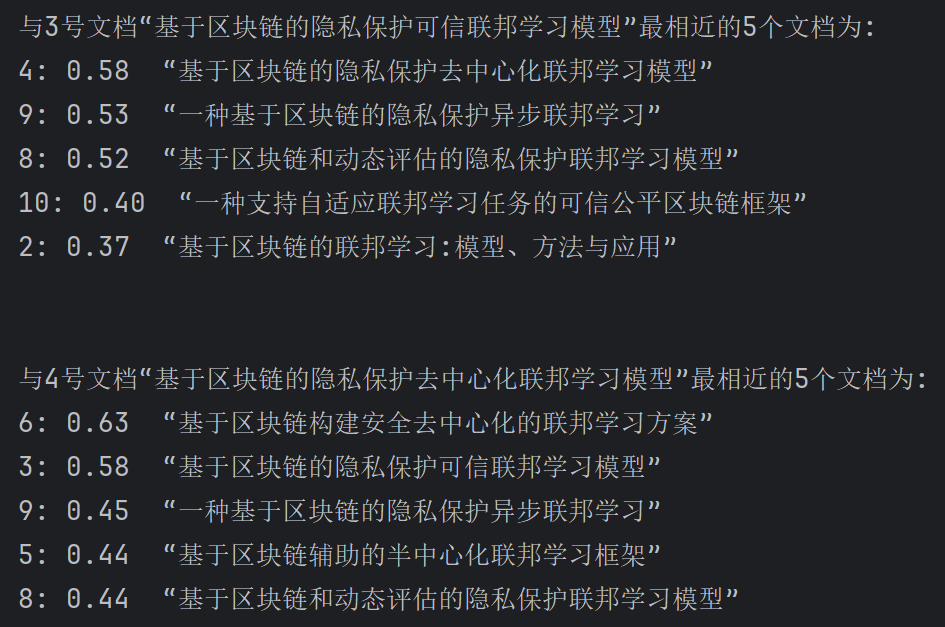 与3号文档“基于区块链的隐私保护可信联邦学习模型”最相近的5个文档为:
4: 0.58  “基于区块链的隐私保护去中心化联邦学习模型”
9: 0.53  “一种基于区块链的隐私保护异步联邦学习”
8: 0.52  “基于区块链和动态评估的隐私保护联邦学习模型”
10: 0.40  “一种支持自适应联邦学习任务的可信公平区块链框架”
2: 0.37  “基于区块链的联邦学习:模型、方法与应用”
与4号文档“基于区块链的隐私保护去中心化联邦学习模型”最相近的5个文档为:
6: 0.63  “基于区块链构建安全去中心化的联邦学习方案”
3: 0.58  “基于区块链的隐私保护可信联邦学习模型”
9: 0.45  “一种基于区块链的隐私保护异步联邦学习”
5: 0.44  “基于区块链辅助的半中心化联邦学习框架”
8: 0.44  “基于区块链和动态评估的隐私保护联邦学习模型”